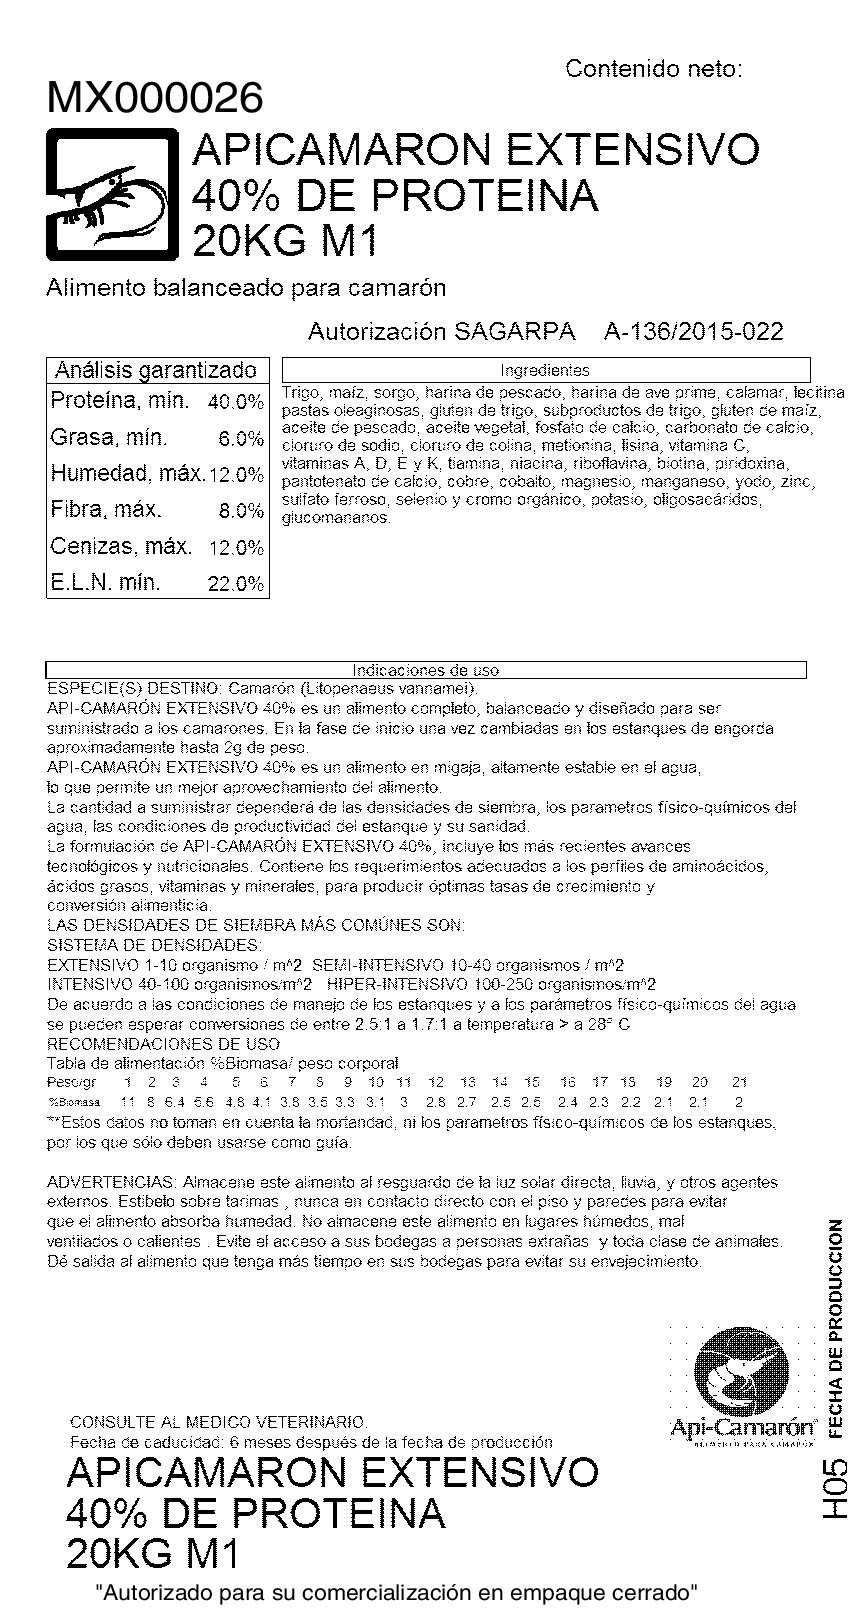 Contenido neto:
MX000026
APICAMARON EXTENSIVO
40% DE PROTEINA
20KG M1
Alimento balanceado para camarón
Autorización SAGARPA A-136/2015-022
Análisis garantizado
Proteína, mín. 40.0%
Grasa, mín. 6.0%
Humedad, máx. 12.0%
Fibra, máx. 8.0%
Cenizas, máx. 12.0%
E.L.N. mín. 22.0%
Ingredientes
Trigo, maíz, sorgo, harina de pescado, harina de ave prime, calamar, lecitina
pastas oleaginosas, gluten de trigo, subproductos de trigo, gluten de maíz,
aceite de pescado, aceite vegetal, fosfato de calcio, carbonato de calcio,
cloruro de sodio, cloruro de colina, metionina, lisina, vitamina C,
vitaminas A, D, E y K, tiamina, niacina, riboflavina, biotina, piridoxina,
pantotenato de calcio, cobre, cobalto, magnesio, manganeso, yodo, zinc,
sulfato ferroso, selenio y cromo orgánico, potasio, oligosacáridos,
glucomananos.
Indicaciones de uso
ESPECIE(S) DESTINO: Camarón (Litopenaeus vannamei).
API-CAMARÓN EXTENSIVO 40% es un alimento completo, balanceado y diseñado para ser
suministrado a los camarones. En la fase de inicio una vez cambiadas en los estanques de engorda
aproximadamente hasta 2g de peso.
API-CAMARÓN EXTENSIVO 40% es un alimento en migaja, altamente estable en el agua,
lo que permite un mejor aprovechamiento del alimento.
La cantidad a suministrar dependerá de las densidades de siembra, los parametros físico-químicos del
agua, las condiciones de productividad del estanque y su sanidad.
La formulación de API-CAMARÓN EXTENSIVO 40%, incluye los más recientes avances
tecnológicos y nutricionales. Contiene los requerimientos adecuados a los perfiles de aminoácidos,
ácidos grasos, vitaminas y minerales, para producir óptimas tasas de crecimiento y
conversión alimenticia.
LAS DENSIDADES DE SIEMBRA MÁS COMÚNES SON:
SISTEMA DE DENSIDADES:
EXTENSIVO 1-10 organismo / m^2 SEMI-INTENSIVO 10-40 organismos / m^2
INTENSIVO 40-100 organismos/m^2 HIPER-INTENSIVO 100-250 organismos/m^2
De acuerdo a las condiciones de manejo de los estanques y a los parámetros físico-químicos del agua
se pueden esperar conversiones de entre 2.5:1 a 1.7:1 a temperatura > a 28° C
RECOMENDACIONES DE USO
Tabla de alimentación %Biomasa/ peso corporal
Peso/gr 1 2 3 4 5 6 7 8 9 10 11 12 13 14 15 16 17 18 19 20 21
%Biomasa 11 8 6.4 5.6 4.8 4.1 3.8 3.5 3.3 3.1 3 2.8 2.7 2.5 2.5 2.4 2.3 2.2 2.1 2.1 2
**Estos datos no toman en cuenta la mortandad, ni los parametros físico-químicos de los estanques,
por los que sólo deben usarse como guía.
ADVERTENCIAS: Almacene este alimento al resguardo de la luz solar directa, lluvia, y otros agentes
externos. Estibelo sobre tarimas , nunca en contacto directo con el piso y paredes para evitar
que el alimento absorba humedad. No almacene este alimento en lugares húmedos, mal
ventilados o calientes . Evite el acceso a sus bodegas a personas extrañas y toda clase de animales.
Dé salida al alimento que tenga más tiempo en sus bodegas para evitar su envejecimiento.
FECHA DE PRODUCCION
H05
Api-Camarón®
ALIMENTO PARA CAMARÓN
CONSULTE AL MEDICO VETERINARIO.
Fecha de caducidad: 6 meses después de la fecha de producción
APICAMARON EXTENSIVO
40% DE PROTEINA
20KG M1
"Autorizado para su comercialización en empaque cerrado"